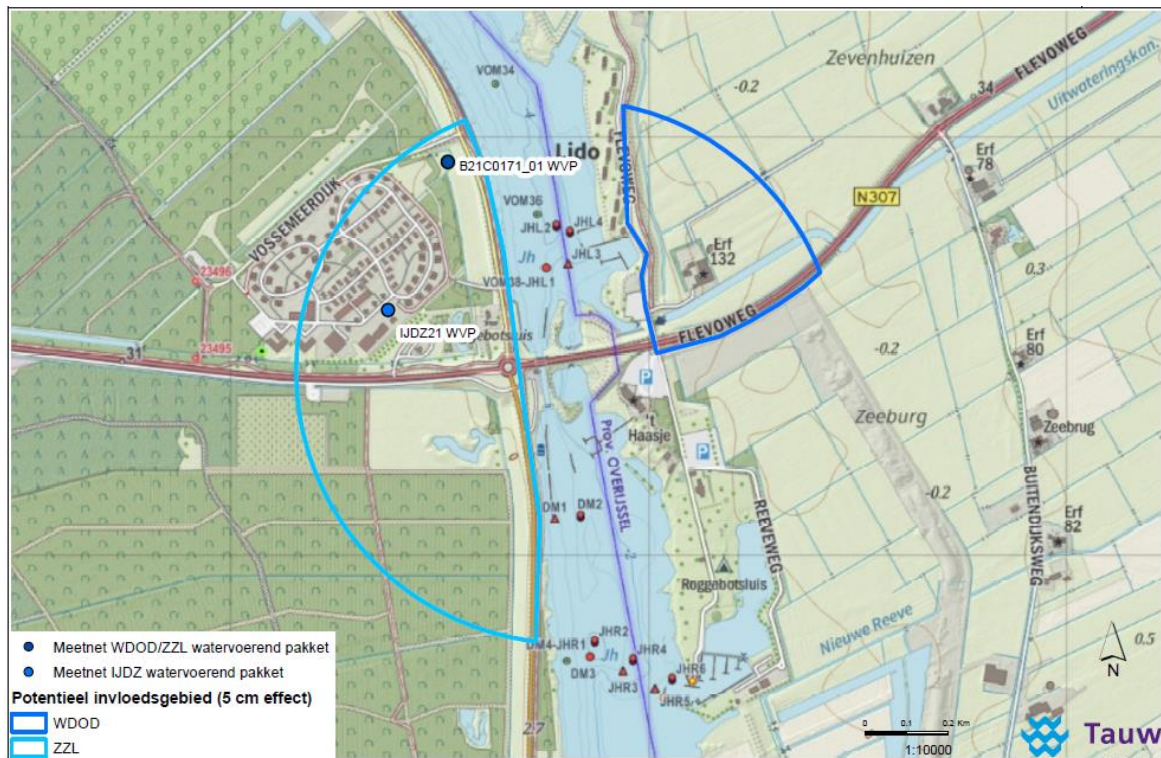 VOM34
Zevenhuizen
-0.2
FLEVOWEG
34
Uitwateringskan.
Lido
FLEVOWEG
B21C0171_01 WVP
Erf
78
N307
VOSSEMEERDIJK
VOM36
JHL2
JHL4
Jh
JHL3
VOM38-JHL1
Erf
132
23496
0.3
IJDZ21 WVP
ebotsluis
FLEVOWEG
-0.2
31
23495
Erf
80
P
't
Haasje
Zeeburg
Zeebrug
Prov. OVERIJSSEL
P
-0.2
REEVEWEG
BUITENDIJKSWEG
DM1
DM2
Erf
82
-2
Roggebotsluis
Nieuwe Reeve
0.5
JHR2
DM4-JHR1
Jh
JHR4
DM3
JHR3
JHR6
JHR5
27
N
Meetnet WDOD/ZZL watervoerend pakket
Meetnet IJDZ watervoerend pakket
Potentieel invloedsgebied (5 cm effect)
WDOD
ZZL
0 0.1 0.2 Km
1:10000
Tauw